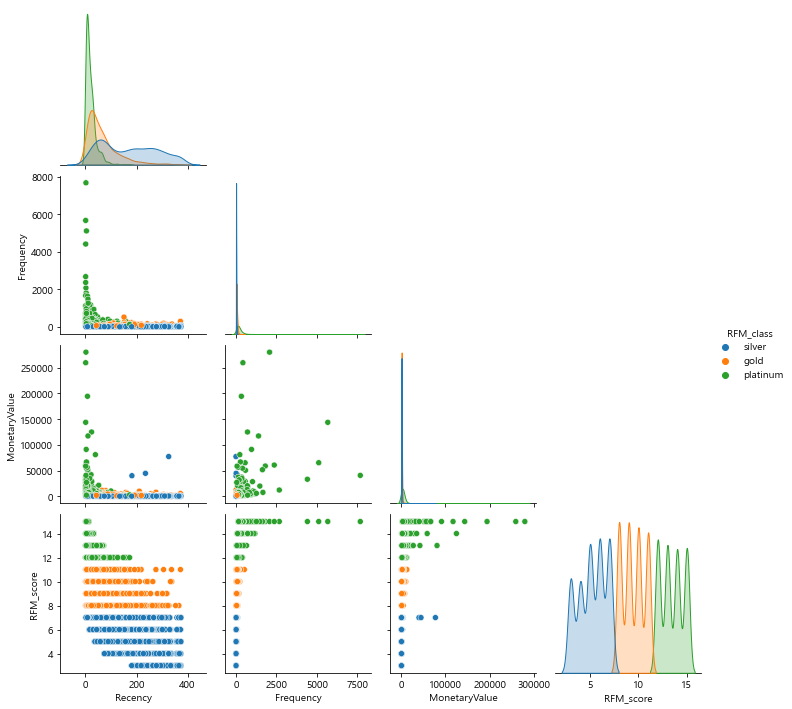 8000
6000
4000
2000
0
Frequency
250000
200000
150000
100000
50000
0
MonetaryValue
14
12
10
8
6
4
RFM_score
0 200 400
Recency
0 2500 5000 7500
Frequency
0 100000 200000 300000
MonetaryValue
5 10 15
RFM_score
RFM_class
silver
gold
platinum